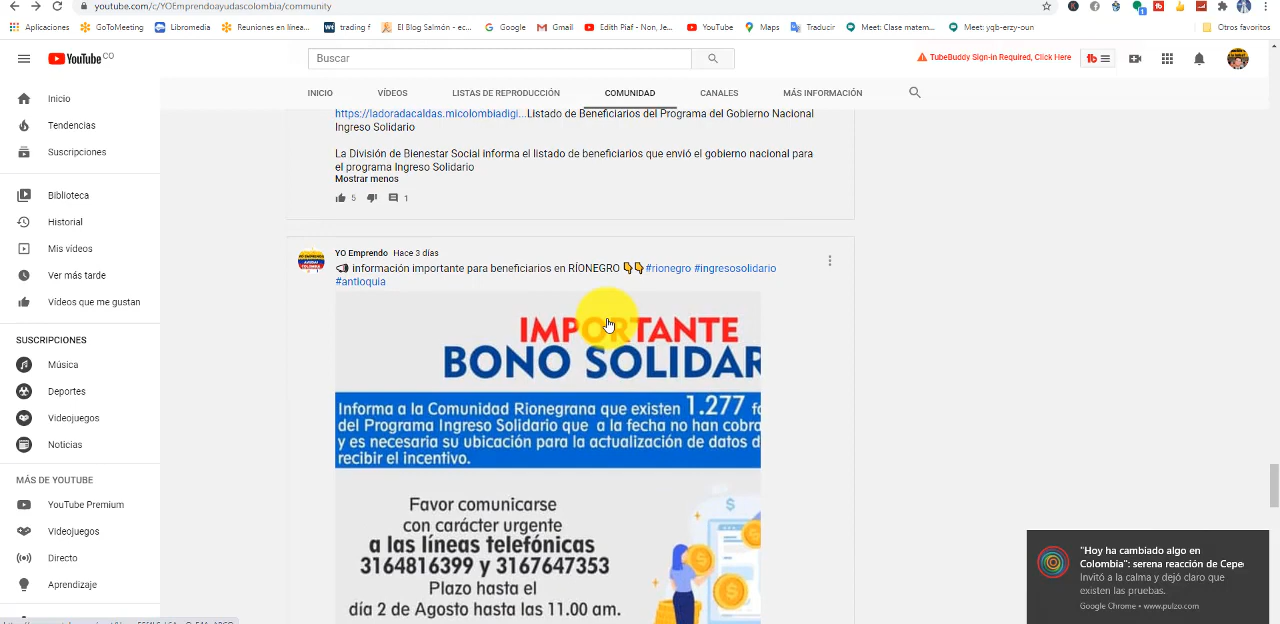 youtube.com/c/YOEmprendoayudascolombia/community
Aplicaciones GoToMeeting Libromedia Reuniones en línea... trading f El Blog Salmón - ec... Google Gmail Edith Piaf - Non, Je... YouTube Maps Traducir Meet: Clase matem... Meet: yqb-erzy-oun Otros favoritos
YouTube CO
Buscar
TubeBuddy Sign-in Required, Click Here
INICIO VÍDEOS LISTAS DE REPRODUCCIÓN COMUNIDAD CANALES MÁS INFORMACIÓN
Inicio
Tendencias
Suscripciones
Biblioteca
Historial
Mis vídeos
Ver más tarde
Vídeos que me gustan
SUSCRIPCIONES
Música
Deportes
Videojuegos
Noticias
MÁS DE YOUTUBE
YouTube Premium
Videojuegos
Directo
Aprendizaje
https://ladoradacaldas.micolombiadigi...Listado de Beneficiarios del Programa del Gobierno Nacional
Ingreso Solidario
La División de Bienestar Social informa el listado de beneficiarios que envió el gobierno nacional para
el programa Ingreso Solidario
Mostrar menos
5 1
YO Emprendo Hace 3 días
información importante para beneficiarios en RÍONEGRO #rionegro #ingresosolidario
#antioquia
IMPORTANTE
BONO SOLIDAR
Informa a la Comunidad Rionegrana que existen 1.277 fa
del Programa Ingreso Solidario que a la fecha no han cobra
y es necesaria su ubicación para la actualización de datos d
recibir el incentivo.
Favor comunicarse
con carácter urgente
a las líneas telefónicas
3164816399 y 3167647353
Plazo hasta el
día 2 de Agosto hasta las 11.00 am.
"Hoy ha cambiado algo en
Colombia": serena reacción de Cepe
Invitó a la calma y dejó claro que
existen las pruebas.
Google Chrome • www.pulzo.com